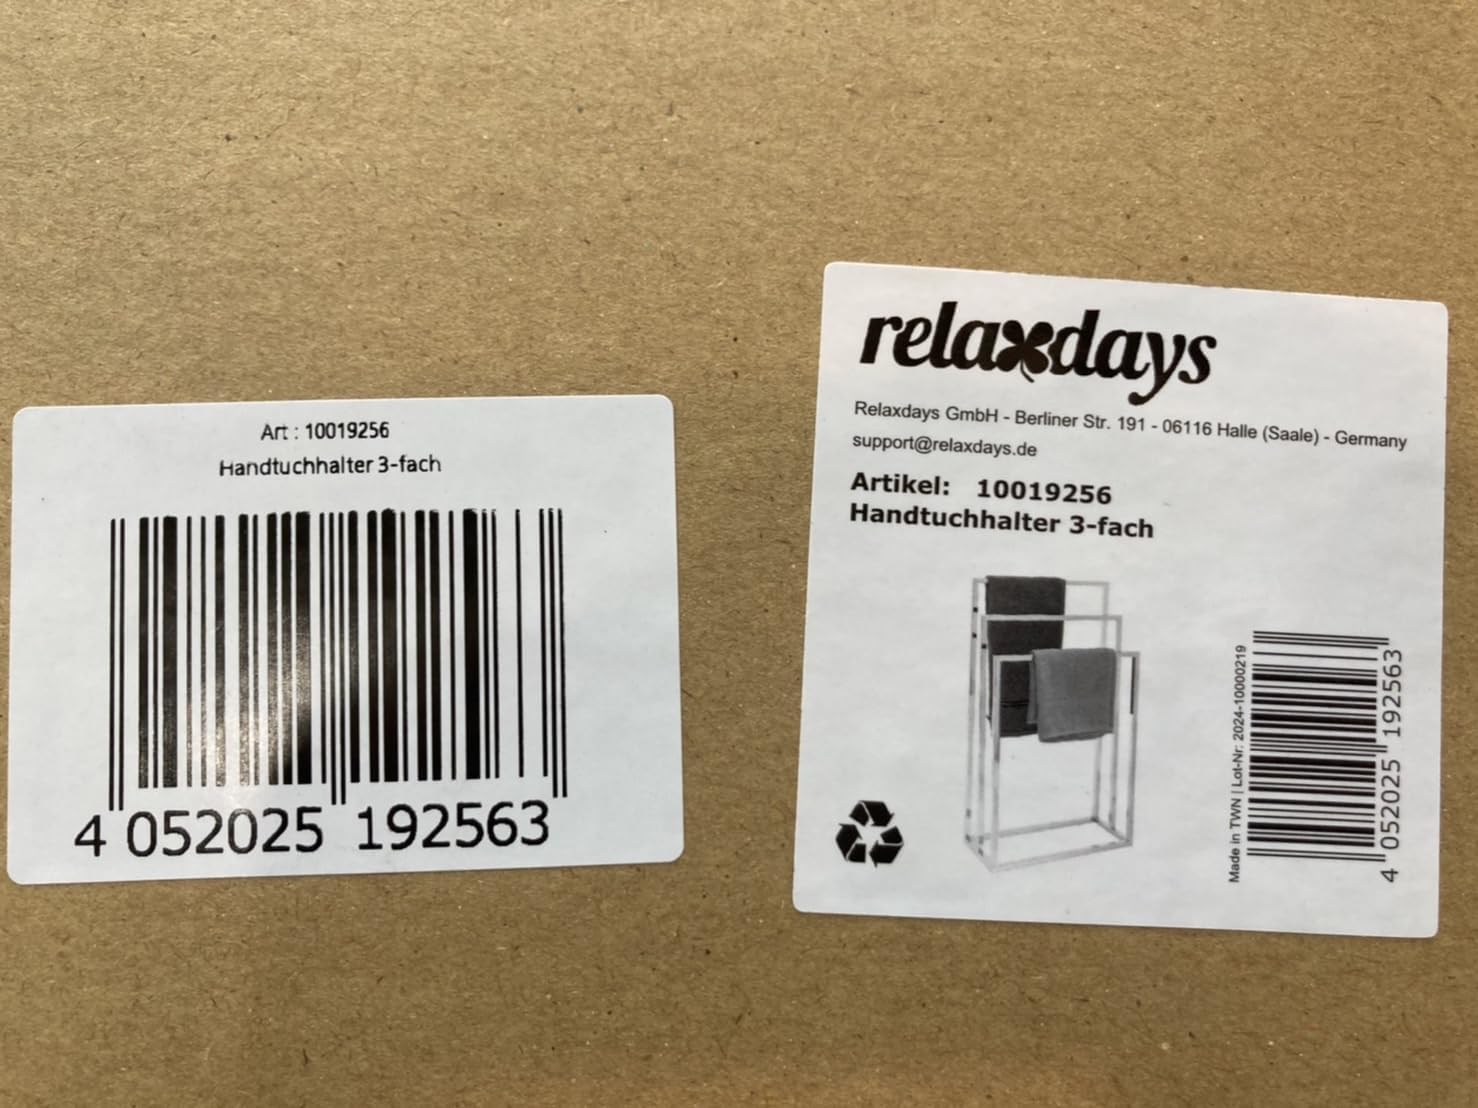 Art : 10019256
Handtuchhalter 3-fach
4 052025 192563
relaxdays
Relaxdays GmbH - Berliner Str. 191 - 06116 Halle (Saale) - Germany
support@relaxdays.de
Artikel: 10019256
Handtuchhalter 3-fach
Made in TWN | Lot-Nr: 2024-10000219
4 052025 192563